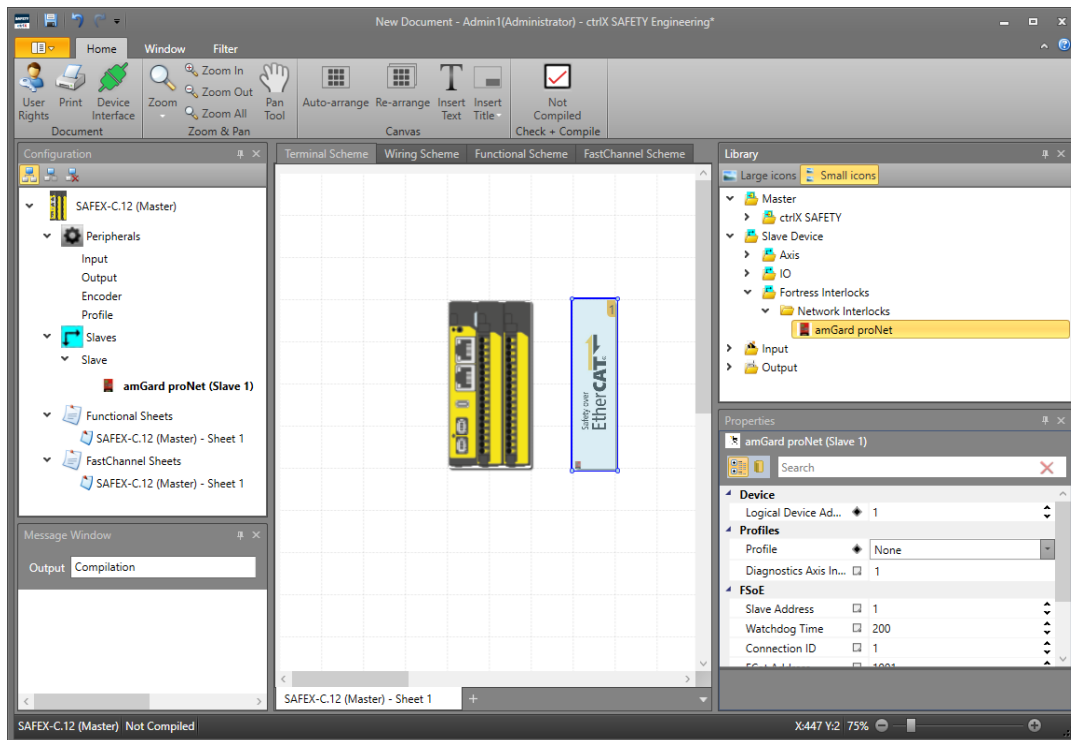 SAFETY
New Document - Admin1(Administrator) - ctrlX SAFETY Engineering*
Home Window Filter
User Rights
Print
Device Interface
Document
Zoom
Zoom In
Zoom Out
Zoom All
Pan Tool
Zoom & Pan
Auto-arrange
Re-arrange
Insert Text
Insert Title
Canvas
Not Compiled
Check + Compile
Configuration
SAFEX-C.12 (Master)
Peripherals
Input
Output
Encoder
Profile
Slaves
Slave
amGard proNet (Slave 1)
Functional Sheets
SAFEX-C.12 (Master) - Sheet 1
FastChannel Sheets
SAFEX-C.12 (Master) - Sheet 1
Message Window
Output Compilation
Terminal Scheme Wiring Scheme Functional Scheme FastChannel Scheme
1
Safety over
EtherCAT
SAFEX-C.12 (Master) - Sheet 1 +
Library
Large icons Small icons
Master
ctrlX SAFETY
Slave Device
Axis
IO
Fortress Interlocks
Network Interlocks
amGard proNet
Input
Output
Properties
amGard proNet (Slave 1)
Search
Device
Logical Device Ad... 1
Profiles
Profile None
Diagnostics Axis In... 1
FSoE
Slave Address 1
Watchdog Time 200
Connection ID 1
SAFEX-C.12 (Master) Not Compiled
X:447 Y:2 75%